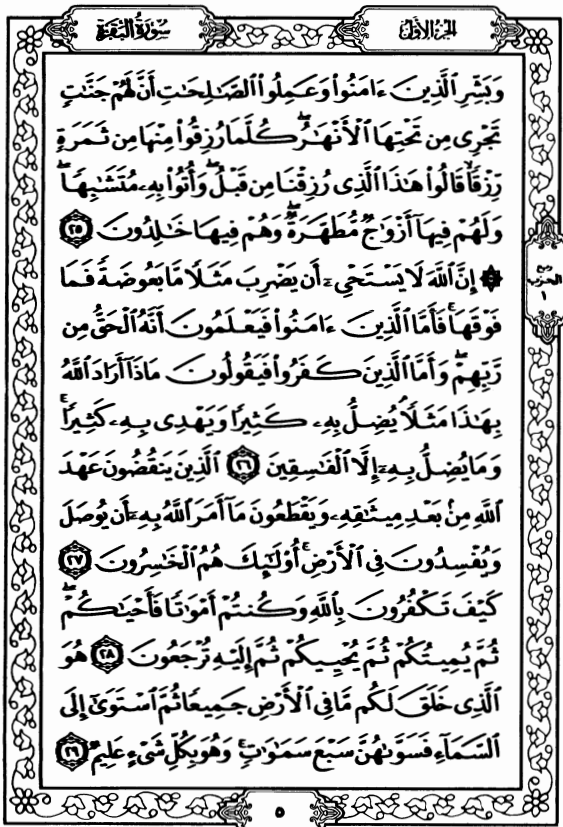 الجزء الأول
سورة البقرة
وَبَشِّرِ ٱلَّذِينَ ءَامَنُوا۟ وَعَمِلُوا۟ ٱلصَّـٰلِحَـٰتِ أَنَّ لَهُمْ جَنَّـٰتٍ
تَجْرِى مِن تَحْتِهَا ٱلْأَنْهَـٰرُ ۖ كُلَّمَا رُزِقُوا۟ مِنْهَا مِن ثَمَرَةٍ
رِّزْقًا ۙ قَالُوا۟ هَـٰذَا ٱلَّذِى رُزِقْنَا مِن قَبْلُ ۖ وَأُتُوا۟ بِهِۦ مُتَشَـٰبِهًا ۖ
وَلَهُمْ فِيهَآ أَزْوَٰجٌ مُّطَهَّرَةٌ ۖ وَهُمْ فِيهَا خَـٰلِدُونَ ٢٥
۞ إِنَّ ٱللَّهَ لَا يَسْتَحْىِۦٓ أَن يَضْرِبَ مَثَلًا مَّا بَعُوضَةً فَمَا
فَوْقَهَا ۚ فَأَمَّا ٱلَّذِينَ ءَامَنُوا۟ فَيَعْلَمُونَ أَنَّهُ ٱلْحَقُّ مِن
رَّبِّهِمْ ۖ وَأَمَّا ٱلَّذِينَ كَفَرُوا۟ فَيَقُولُونَ مَاذَآ أَرَادَ ٱللَّهُ
بِهَـٰذَا مَثَلًا ۘ يُضِلُّ بِهِۦ كَثِيرًا وَيَهْدِى بِهِۦ كَثِيرًا ۚ
وَمَا يُضِلُّ بِهِۦٓ إِلَّا ٱلْفَـٰسِقِينَ ٢٦ ٱلَّذِينَ يَنقُضُونَ عَهْدَ
ٱللَّهِ مِنۢ بَعْدِ مِيثَـٰقِهِۦ وَيَقْطَعُونَ مَآ أَمَرَ ٱللَّهُ بِهِۦٓ أَن يُوصَلَ
وَيُفْسِدُونَ فِى ٱلْأَرْضِ ۚ أُو۟لَـٰٓئِكَ هُمُ ٱلْخَـٰسِرُونَ ٢٧
كَيْفَ تَكْفُرُونَ بِٱللَّهِ وَكُنتُمْ أَمْوَٰتًا فَأَحْيَـٰكُمْ ۖ
ثُمَّ يُمِيتُكُمْ ثُمَّ يُحْيِيكُمْ ثُمَّ إِلَيْهِ تُرْجَعُونَ ٢٨ هُوَ
ٱلَّذِى خَلَقَ لَكُم مَّا فِى ٱلْأَرْضِ جَمِيعًا ثُمَّ ٱسْتَوَىٰٓ إِلَى
ٱلسَّمَآءِ فَسَوَّىٰهُنَّ سَبْعَ سَمَـٰوَٰتٍ ۚ وَهُوَ بِكُلِّ شَىْءٍ عَلِيمٌ ٢٩
ربع
الحزب
١
٥